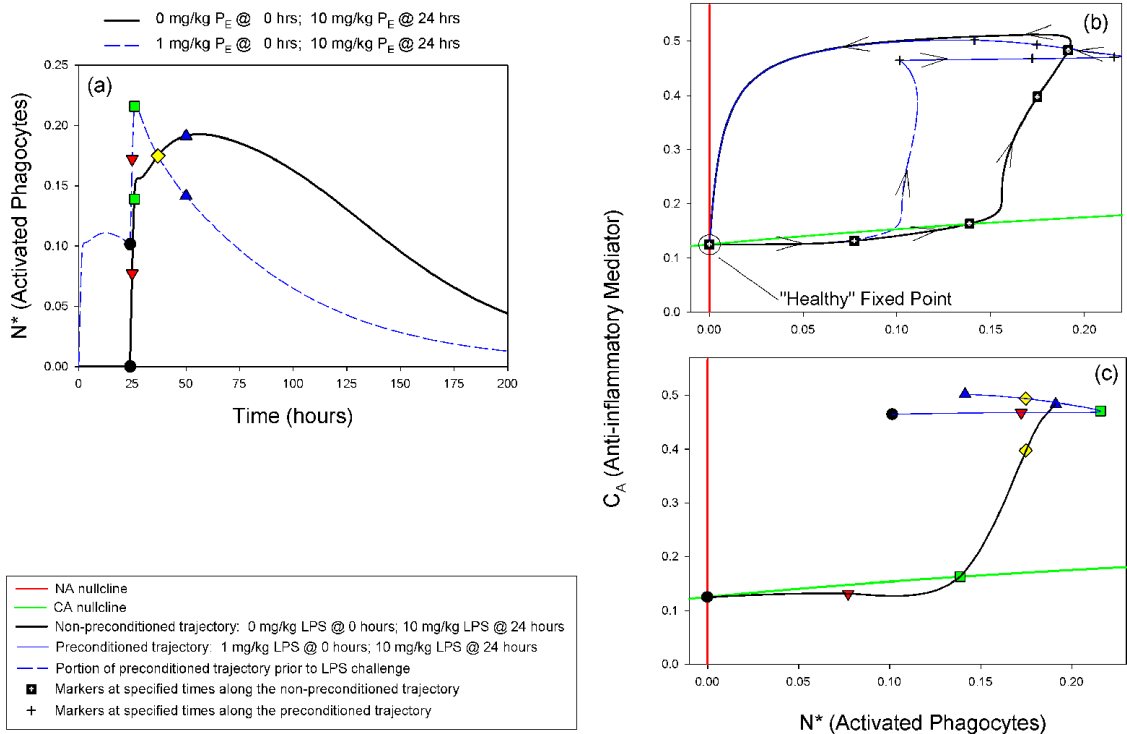 0 mg/kg P_E @ 0 hrs; 10 mg/kg P_E @ 24 hrs
1 mg/kg P_E @ 0 hrs; 10 mg/kg P_E @ 24 hrs
(a)
N* (Activated Phagocytes)
0.25
0.20
0.15
0.10
0.05
0.00
0 25 50 75 100 125 150 175 200
Time (hours)
(b)
0.5
0.4
0.3
0.2
0.1
0.0
"Healthy" Fixed Point
0.00 0.05 0.10 0.15 0.20
C_A (Anti-inflammatory Mediator)
(c)
0.5
0.4
0.3
0.2
0.1
0.0
0.00 0.05 0.10 0.15 0.20
N* (Activated Phagocytes)
NA nullcline
CA nullcline
Non-preconditioned trajectory: 0 mg/kg LPS @ 0 hours; 10 mg/kg LPS @ 24 hours
Preconditioned trajectory: 1 mg/kg LPS @ 0 hours; 10 mg/kg LPS @ 24 hours
Portion of preconditioned trajectory prior to LPS challenge
Markers at specified times along the non-preconditioned trajectory
Markers at specified times along the preconditioned trajectory